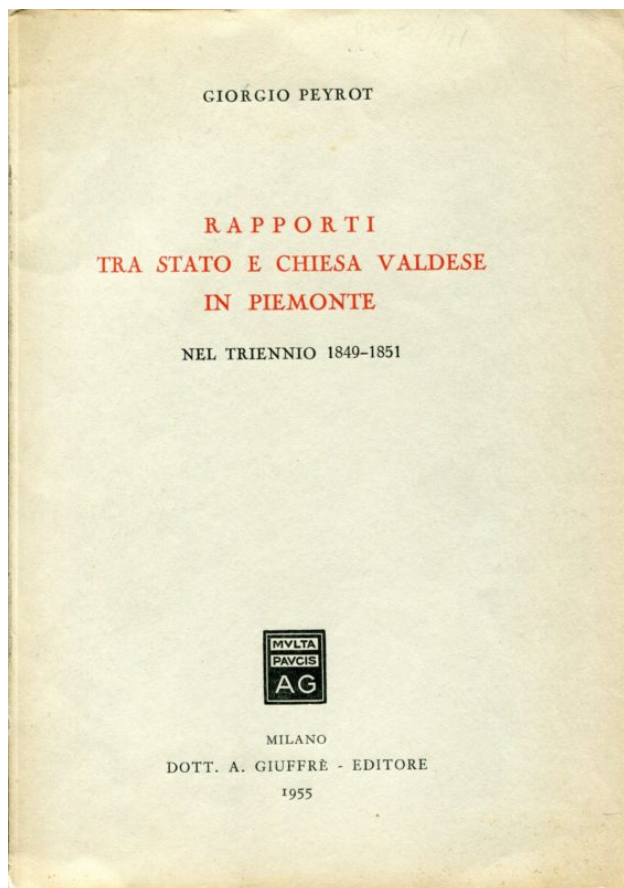 GIORGIO PEYROT
RAPPORTI
TRA STATO E CHIESA VALDESE
IN PIEMONTE
NEL TRIENNIO 1849-1851
MVLTA
PAVCIS
AG
MILANO
DOTT. A. GIUFFRÈ - EDITORE
1955